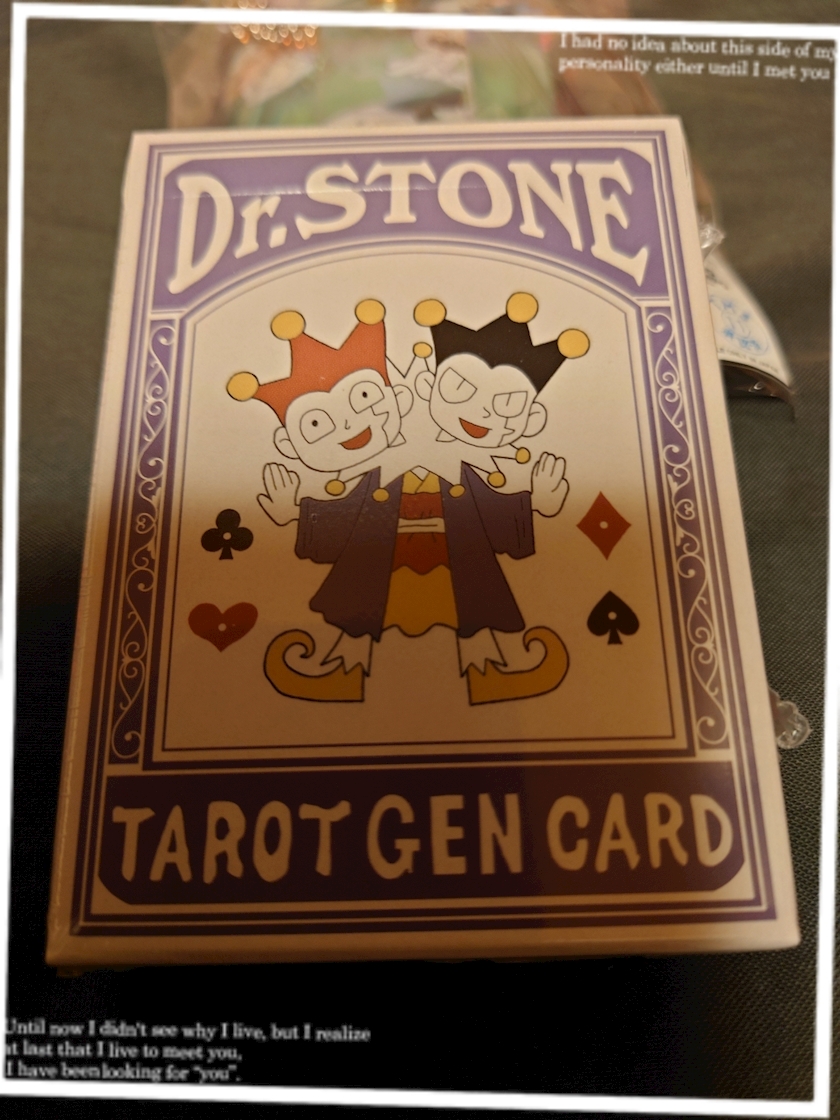 I had no idea about this side of my
personality either until I met you
Dr.STONE
TAROT GEN CARD
Until now I didn't see why I live, but I realize
at last that I live to meet you,
I have been looking for "you".